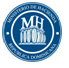 MINISTERIO DE HACIENDA
MH
REPÚBLICA DOMINICANA